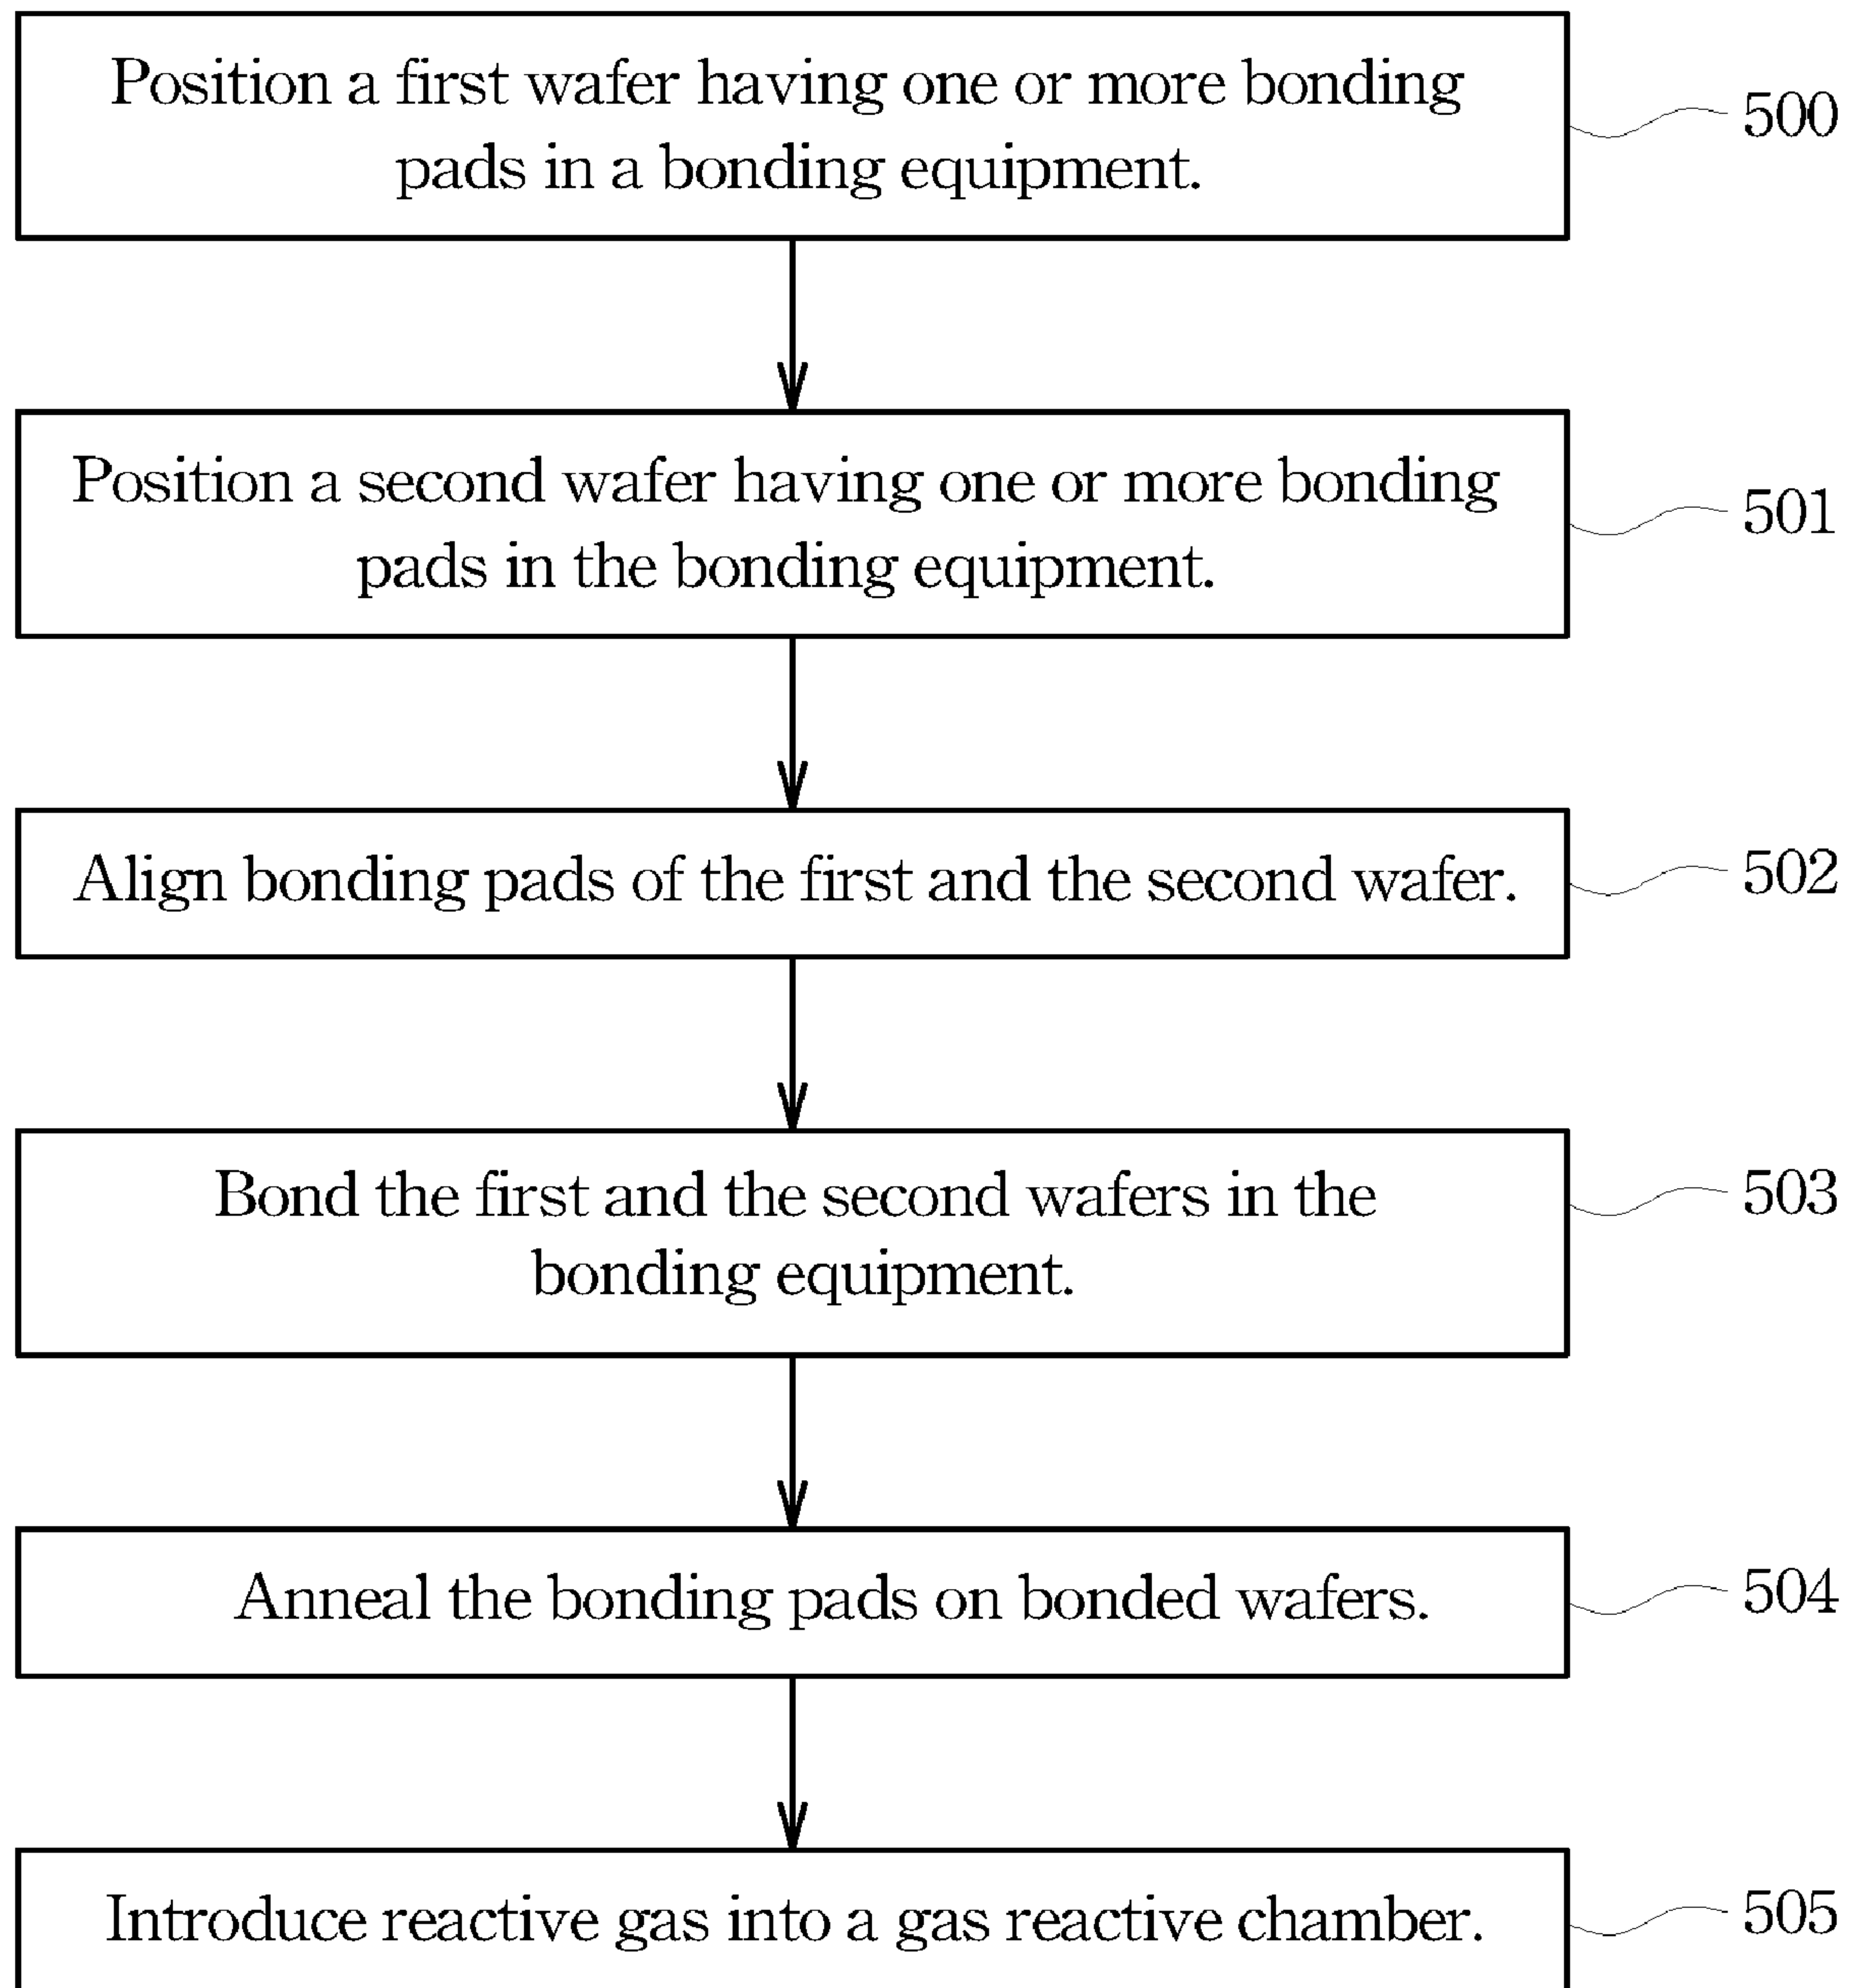 Position a first wafer having one or more bonding
pads in a bonding equipment.
500
Position a second wafer having one or more bonding
pads in the bonding equipment.
501
Align bonding pads of the first and the second wafer.
502
Bond the first and the second wafers in the
bonding equipment.
503
Anneal the bonding pads on bonded wafers.
504
Introduce reactive gas into a gas reactive chamber.
505